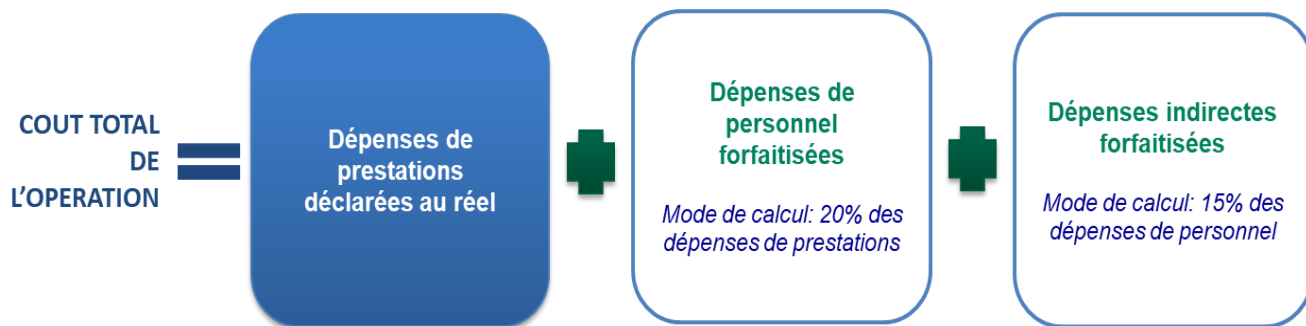 COUT TOTAL
DE
L’OPERATION
Dépenses de
prestations
déclarées au réel
Dépenses de
personnel
forfaitisées
Mode de calcul: 20% des
dépenses de prestations
Dépenses indirectes
forfaitisées
Mode de calcul: 15% des
dépenses de personnel